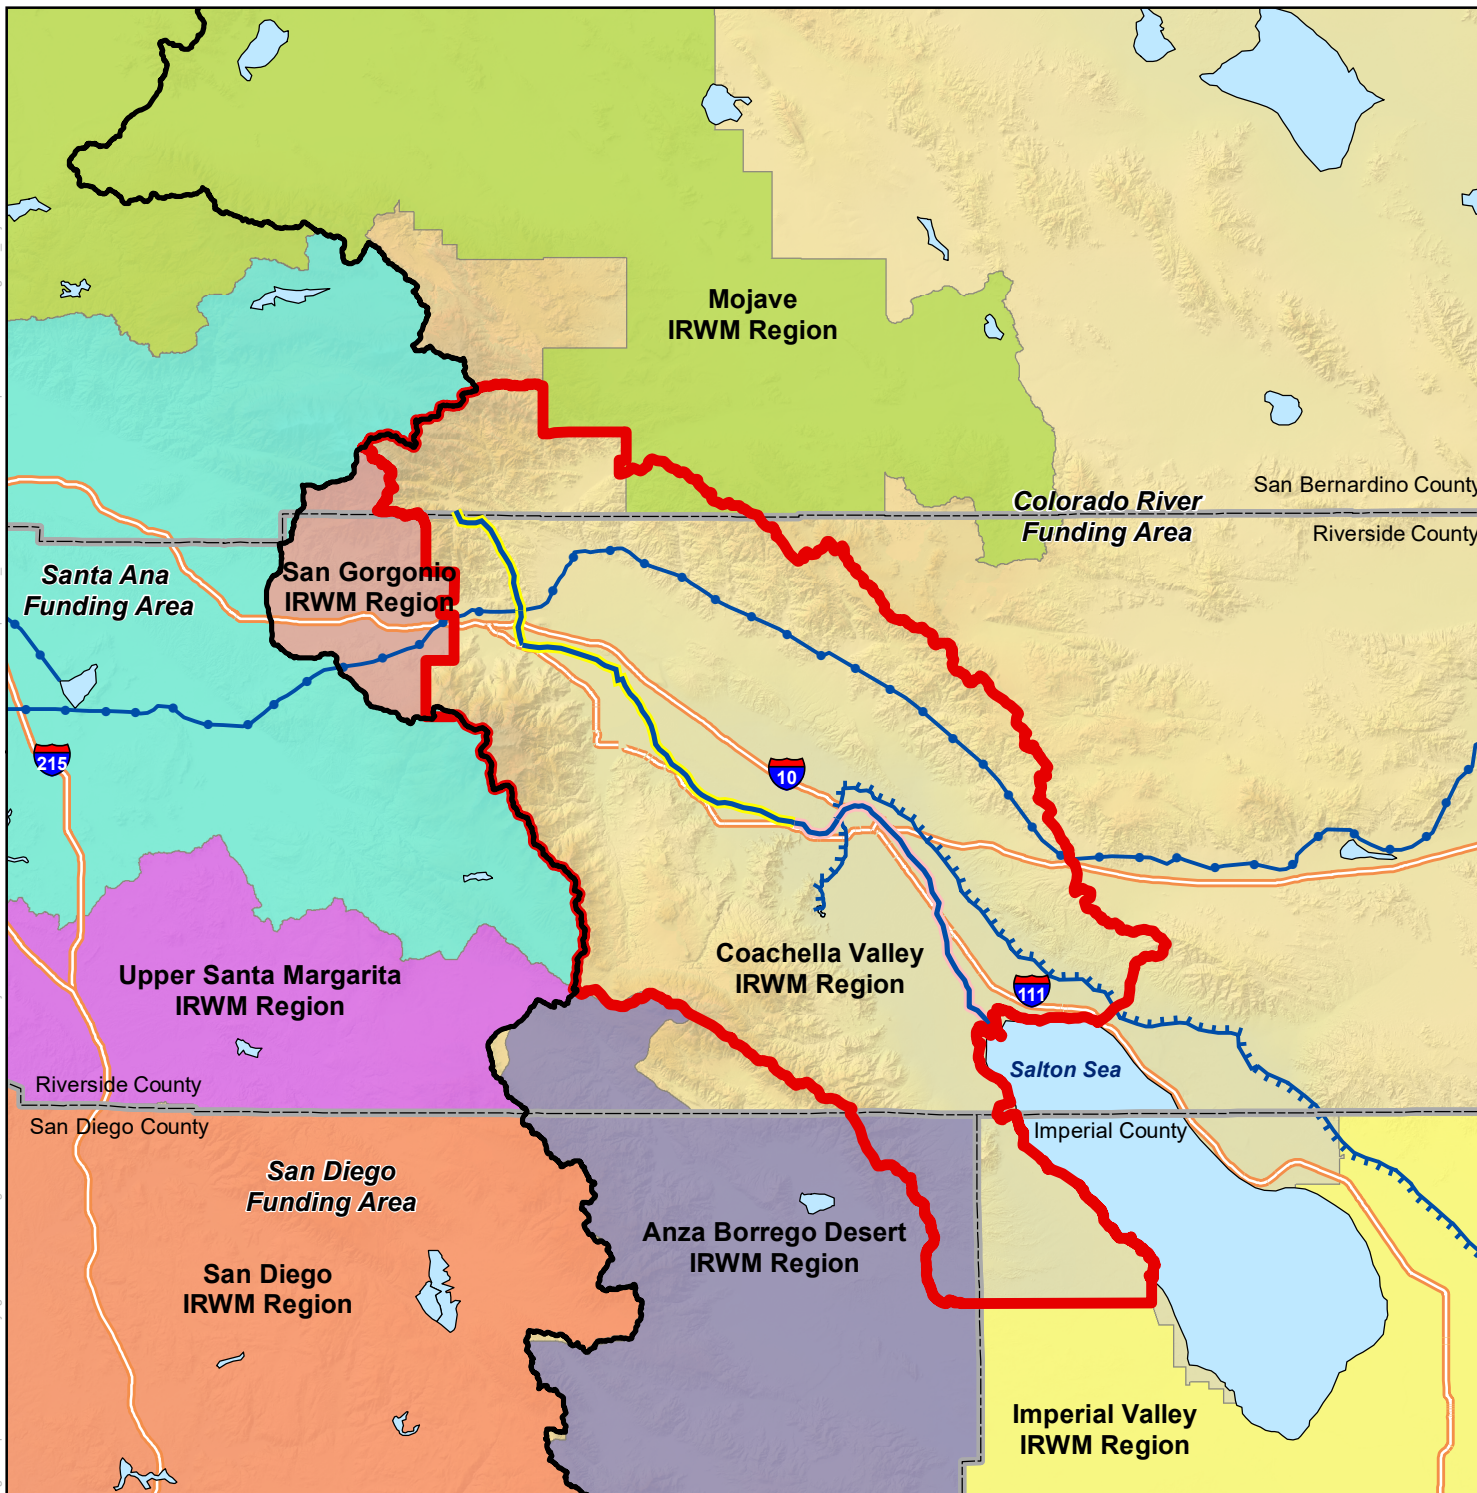 Mojave
IRWM Region
San Bernardino County
Colorado River
Funding Area
Riverside County
Santa Ana
Funding Area
San Gorgonio
IRWM Region
215
10
Coachella Valley
IRWM Region
Upper Santa Margarita
IRWM Region
111
Salton Sea
Riverside County
San Diego County
Imperial County
San Diego
Funding Area
Anza Borrego Desert
IRWM Region
San Diego
IRWM Region
Imperial Valley
IRWM Region